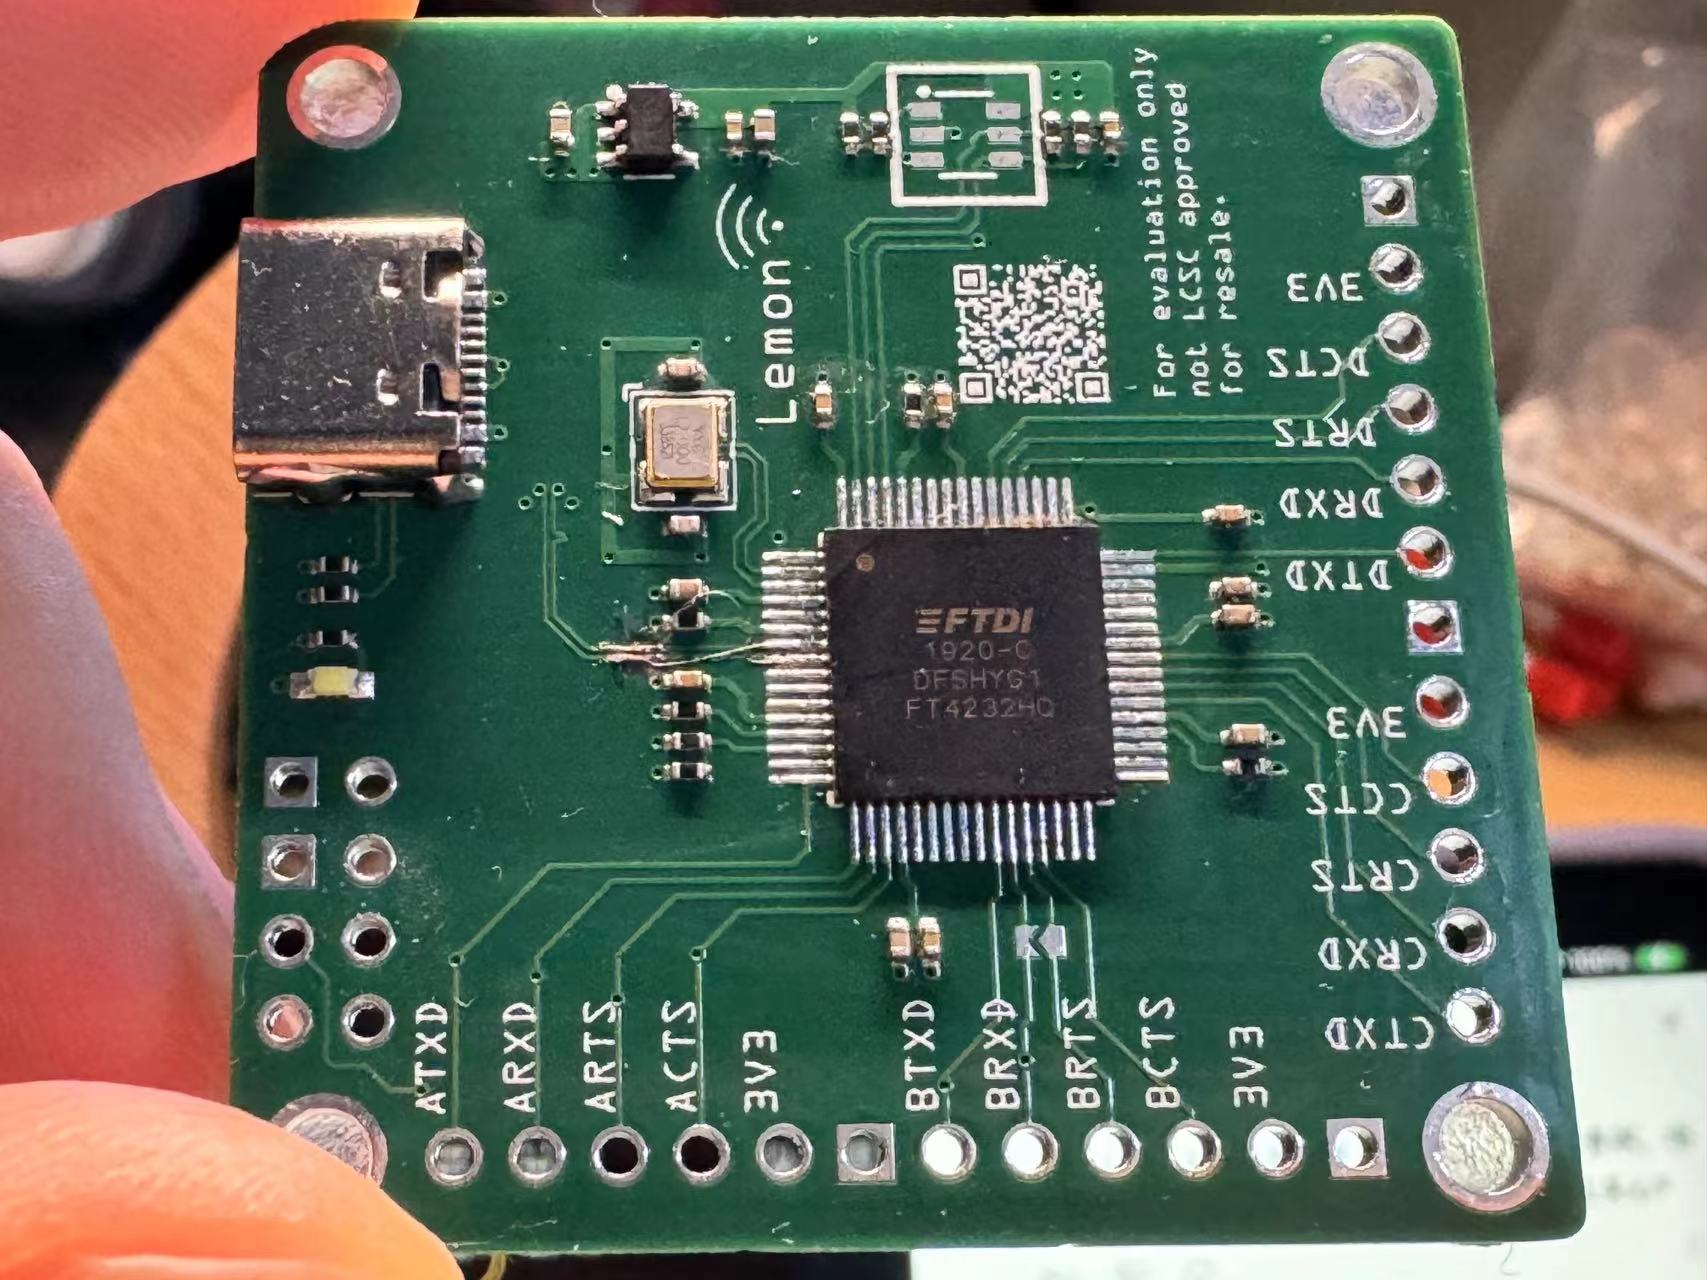 For evaluation only
not LCSC approved
for resale.
Lemon
3V3
DCTS
DRTS
DRXD
DTXD
FTDI
1920-C
DFSHYG1
FT4232HQ
3V3
CCTS
CRTS
CRXD
CTXD
ATXD
ARXD
ARTS
ACTS
3V3
BTXD
BRXD
BRTS
BCTS
3V3